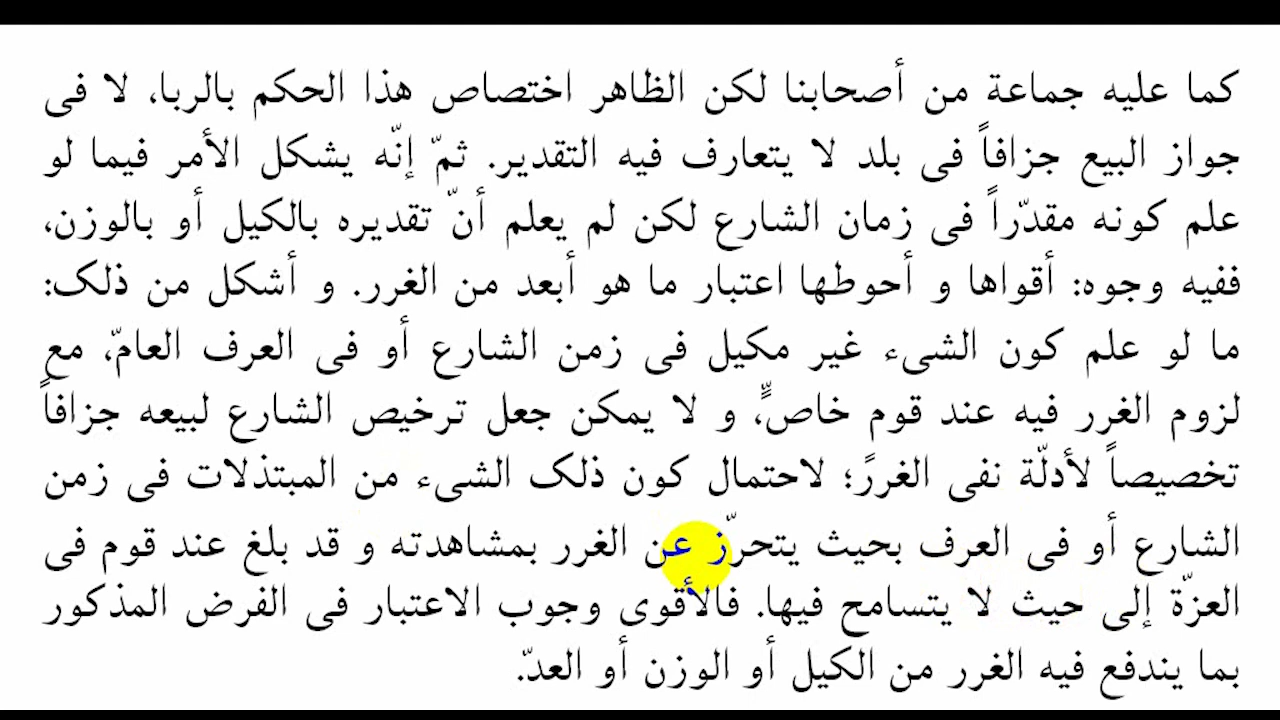 كما عليه جماعة من أصحابنا لكن الظاهر اختصاص هذا الحكم بالربا، لا فى
جواز البيع جزافاً فى بلد لا يتعارف فيه التقدير. ثمّ إنّه يشكل الأمر فيما لو
علم كونه مقدّراً فى زمان الشارع لكن لم يعلم أنّ تقديره بالكيل أو بالوزن،
ففيه وجوه: أقواها و أحوطها اعتبار ما هو أبعد من الغرر. و أشكل من ذلک:
ما لو علم كون الشىء غير مكيل فى زمن الشارع أو فى العرف العامّ، مع
لزوم الغرر فيه عند قوم خاصٍّ، و لا يمكن جعل ترخيص الشارع لبيعه جزافاً
تخصيصاً لأدلّة نفى الغررً؛ لاحتمال كون ذلک الشىء من المبتذلات فى زمن
الشارع أو فى العرف بحيث يتحرّز عن الغرر بمشاهدته و قد بلغ عند قوم فى
العزّة إلى حيث لا يتسامح فيها. فالأقوى وجوب الاعتبار فى الفرض المذكور
بما يندفع فيه الغرر من الكيل أو الوزن أو العدّ.